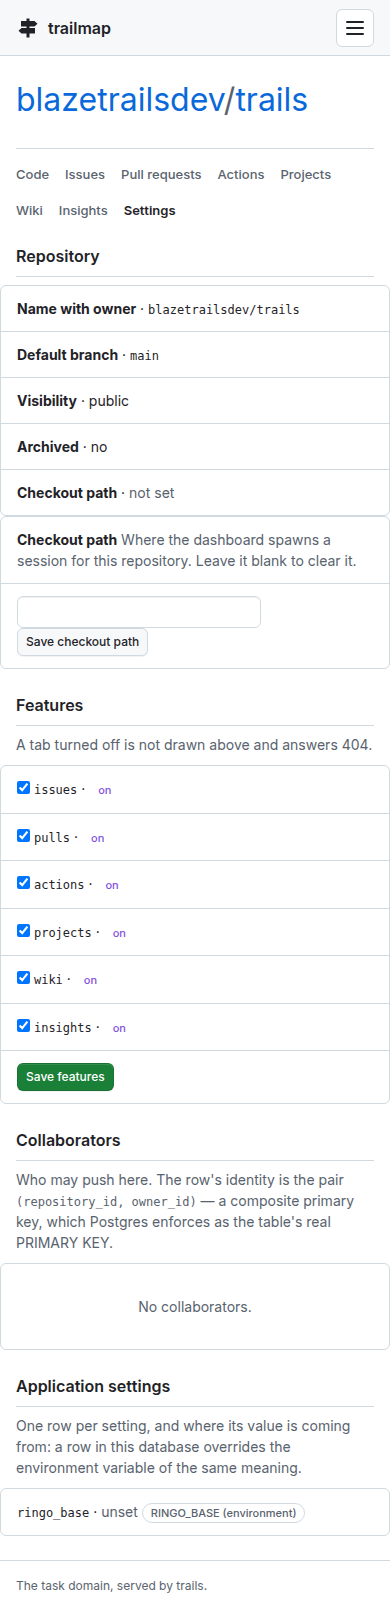 trailmap
blazetrailsdev/trails
Code Issues Pull requests Actions Projects
Wiki Insights Settings
Repository
Name with owner · blazetrailsdev/trails
Default branch · main
Visibility · public
Archived · no
Checkout path · not set
Checkout path Where the dashboard spawns a
session for this repository. Leave it blank to clear it.
Save checkout path
Features
A tab turned off is not drawn above and answers 404.
issues · on
pulls · on
actions · on
projects · on
wiki · on
insights · on
Save features
Collaborators
Who may push here. The row's identity is the pair
(repository_id, owner_id) — a composite primary
key, which Postgres enforces as the table's real
PRIMARY KEY.
No collaborators.
Application settings
One row per setting, and where its value is coming
from: a row in this database overrides the
environment variable of the same meaning.
ringo_base · unset RINGO_BASE (environment)
The task domain, served by trails.